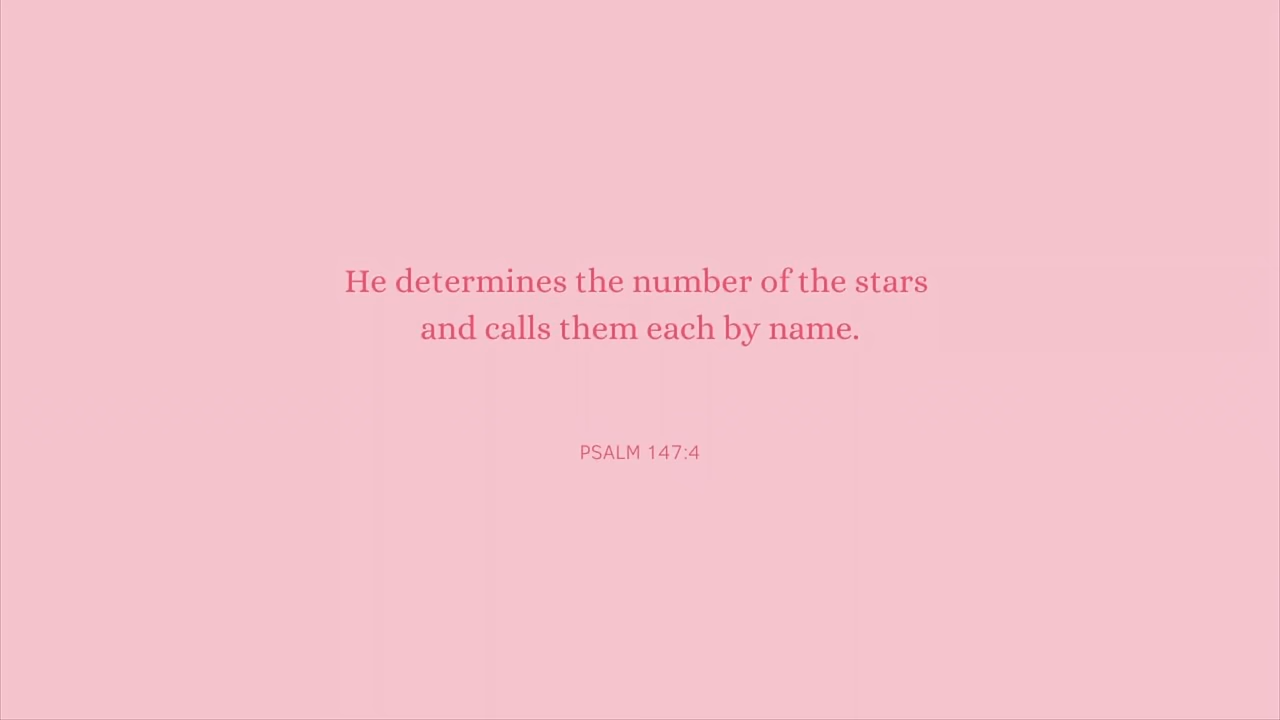 He determines the number of the stars
and calls them each by name.
PSALM 147:4